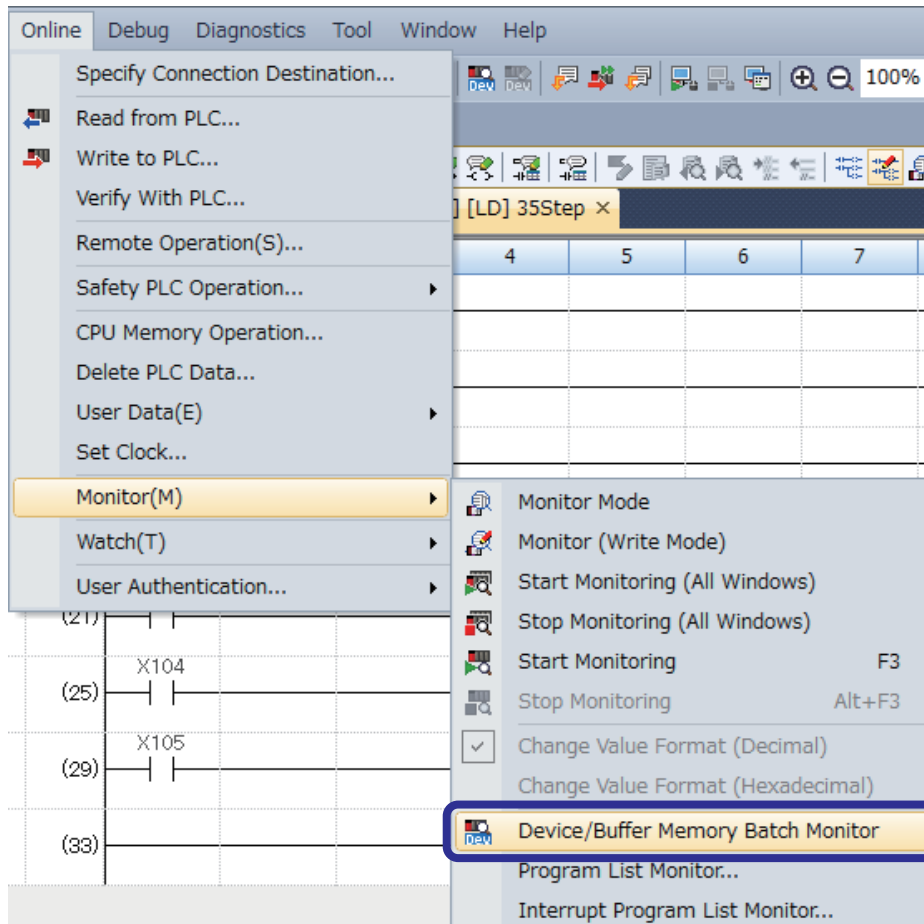 Online Debug Diagnostics Tool Window Help
Specify Connection Destination...
Dev Dev 100%
Read from PLC...
Write to PLC...
Verify With PLC...
] [LD] 35Step ×
Remote Operation(S)...
4 5 6 7
Safety PLC Operation...
CPU Memory Operation...
Delete PLC Data...
User Data(E)
Set Clock...
Monitor(M)
Watch(T)
User Authentication...
Monitor Mode
Monitor (Write Mode)
Start Monitoring (All Windows)
Stop Monitoring (All Windows)
Start Monitoring F3
Stop Monitoring Alt+F3
Change Value Format (Decimal)
Change Value Format (Hexadecimal)
Dev Device/Buffer Memory Batch Monitor
Program List Monitor...
Interrupt Program List Monitor...
(21)
X104
(25)
X105
(29)
(33)